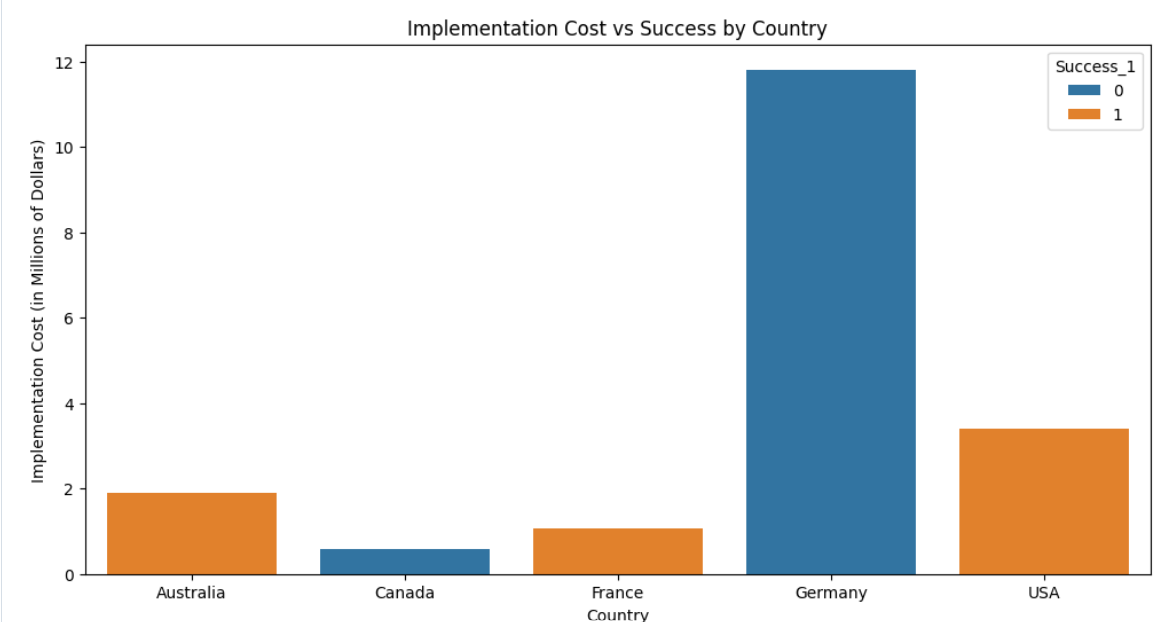 Implementation Cost vs Success by Country
Success_1
0
1
Implementation Cost (in Millions of Dollars)
12
10
8
6
4
2
0
Australia Canada France Germany USA
Country